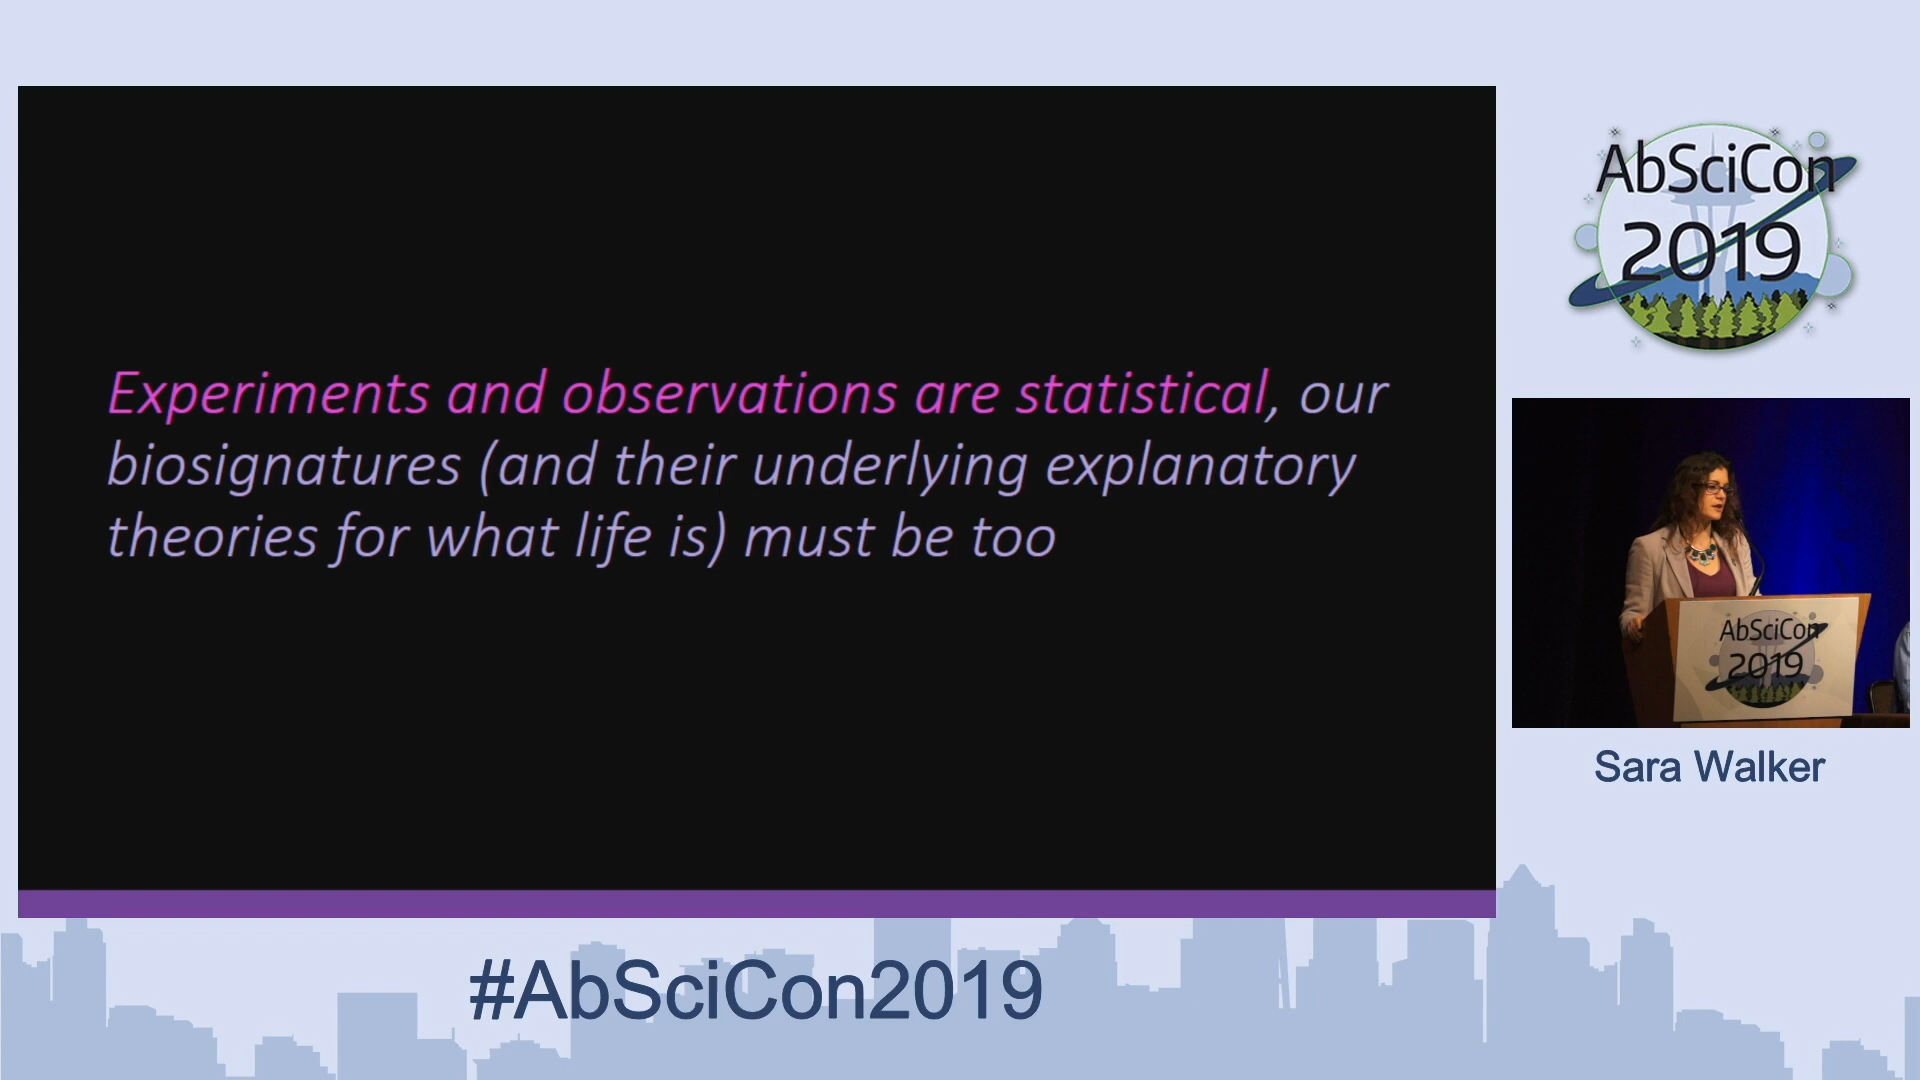 Experiments and observations are statistical, our
biosignatures (and their underlying explanatory
theories for what life is) must be too
AbSciCon
2019
AbSciCon
2019
Sara Walker
#AbSciCon2019